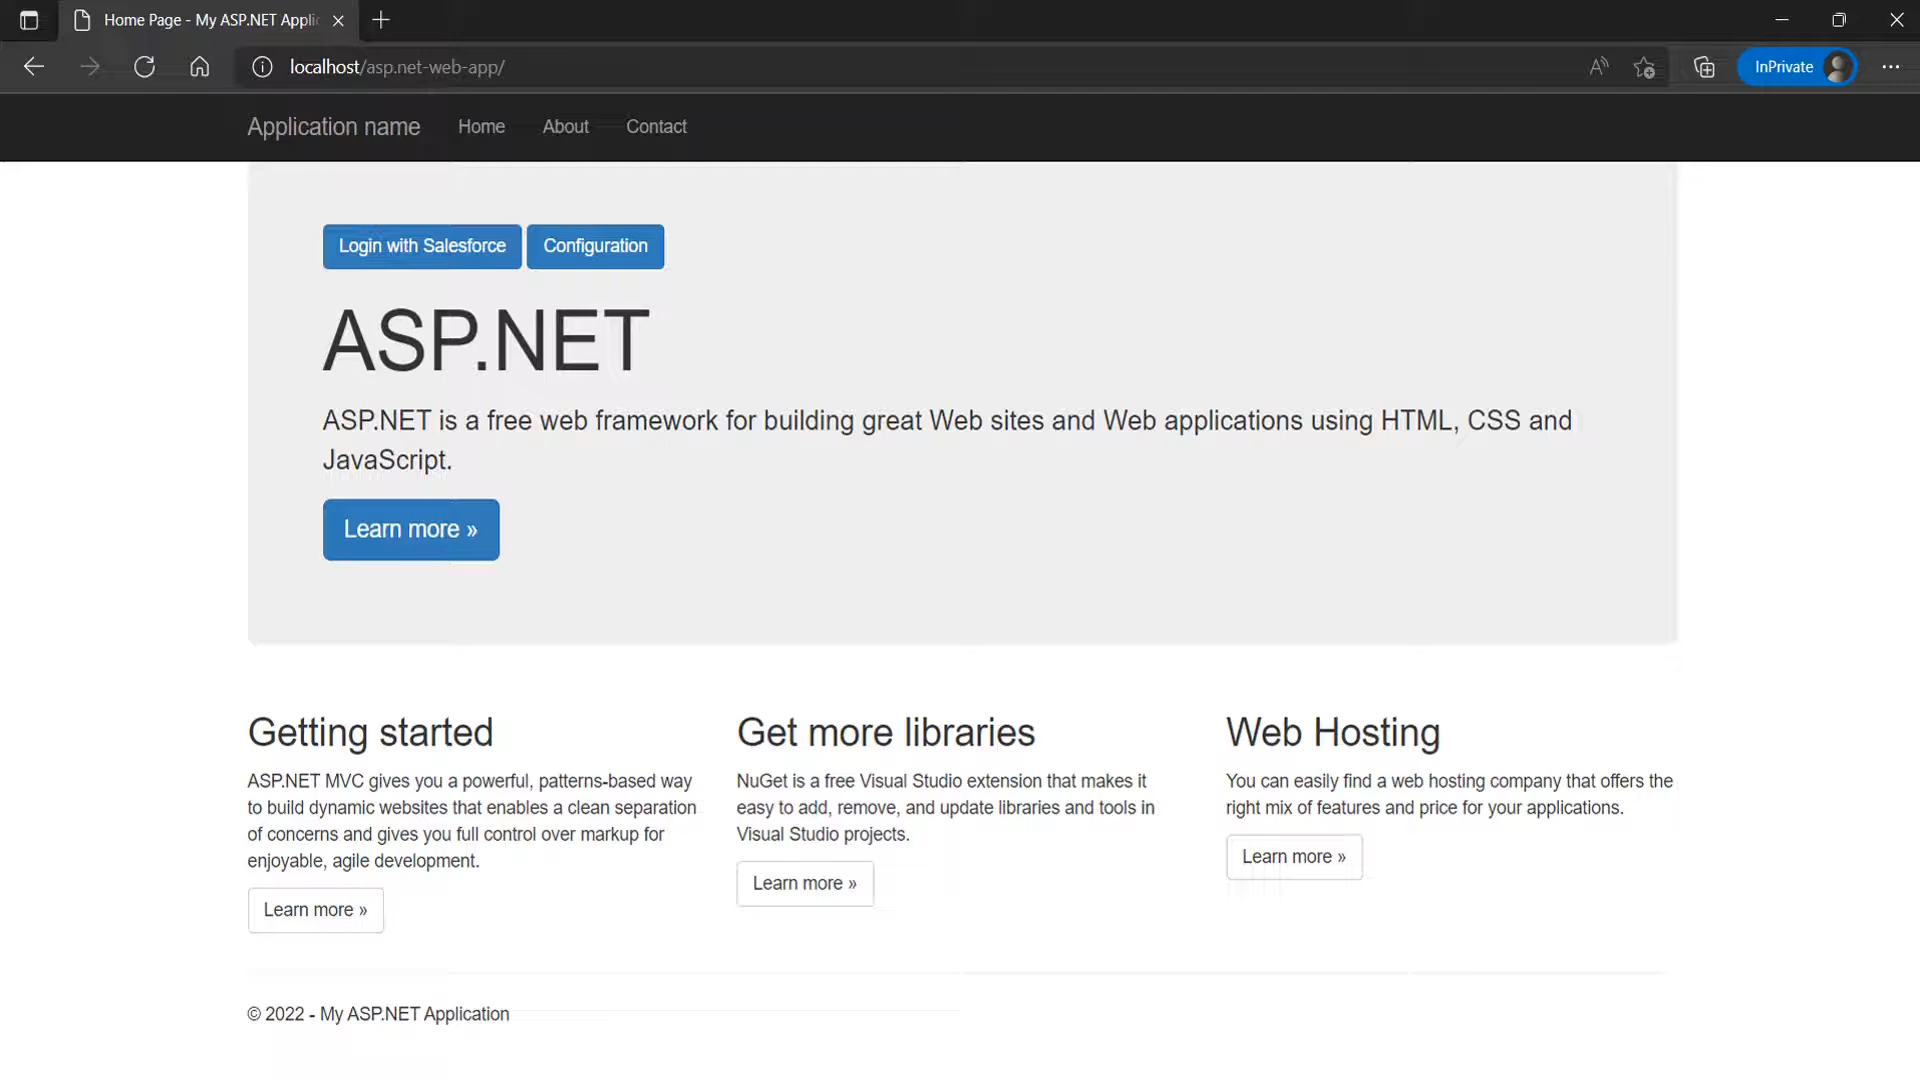 Home Page - My ASP.NET Appli
localhost/asp.net-web-app/
InPrivate
Application name
Home
About
Contact
Login with Salesforce
Configuration
ASP.NET
ASP.NET is a free web framework for building great Web sites and Web applications using HTML, CSS and
JavaScript.
Learn more »
Getting started
ASP.NET MVC gives you a powerful, patterns-based way
to build dynamic websites that enables a clean separation
of concerns and gives you full control over markup for
enjoyable, agile development.
Learn more »
Get more libraries
NuGet is a free Visual Studio extension that makes it
easy to add, remove, and update libraries and tools in
Visual Studio projects.
Learn more »
Web Hosting
You can easily find a web hosting company that offers the
right mix of features and price for your applications.
Learn more »
© 2022 - My ASP.NET Application